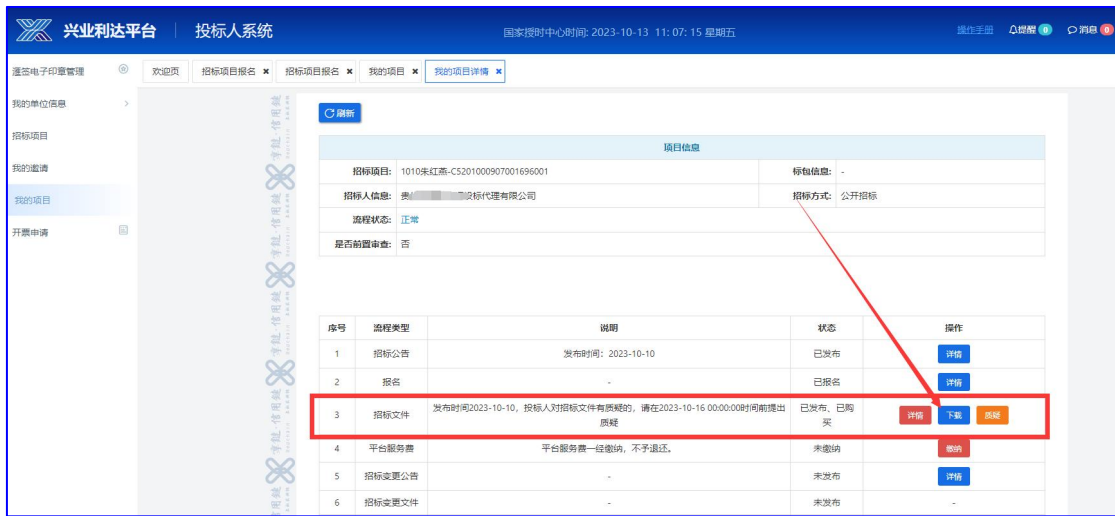 兴业利达平台 投标人系统 国家授时中心时间: 2023-10-13 11: 07: 15 星期五 操作手册 提醒 0 消息 0
欢迎页 招标项目报名 × 招标项目报名 × 我的项目 × 我的项目详情 ×
签电子印章管理
我的单位信息
招标项目
我的邀请
我的项目
开票申请
刷新
项目信息
招标项目: 1010朱红燕-C5201000907001696001 标包信息: -
招标人信息: 贵 投标代理有限公司 招标方式: 公开招标
流程状态: 正常
是否前置审查: 否
序号 流程类型 说明 状态 操作
1 招标公告 发布时间：2023-10-10 已发布 详情
2 报名 - 已报名 详情
3 招标文件 发布时间2023-10-10，投标人对招标文件有质疑的，请在2023-10-16 00:00:00时间前提出 已发布、已购 详情 下载 质疑
质疑 买
4 平台服务费 平台服务费一经缴纳，不予退还。 未缴纳 缴纳
5 招标变更公告 - 未发布 详情
6 招标变更文件 - 未发布 -